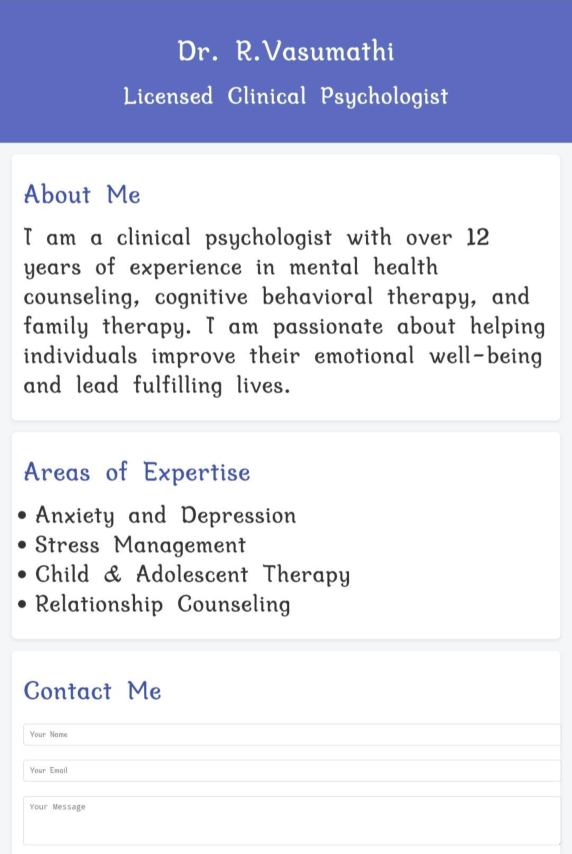 Dr. R.Vasumathi
Licensed Clinical Psychologist
About Me
I am a clinical psychologist with over 12
years of experience in mental health
counseling, cognitive behavioral therapy, and
family therapy. I am passionate about helping
individuals improve their emotional well-being
and lead fulfilling lives.
Areas of Expertise
• Anxiety and Depression
• Stress Management
• Child & Adolescent Therapy
• Relationship Counseling
Contact Me
Your Name
Your Email
Your Message